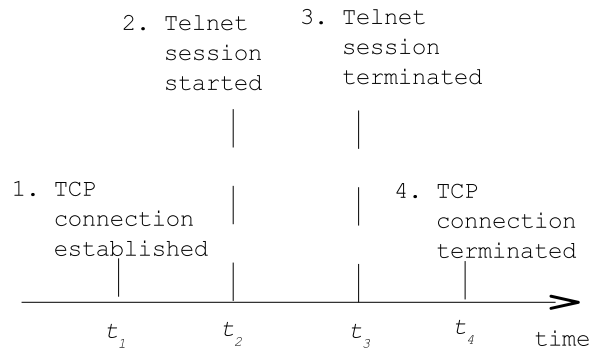 2. Telnet
session
started
3. Telnet
session
terminated
1. TCP
connection
established
4. TCP
connection
terminated
t1
t2
t3
t4
time